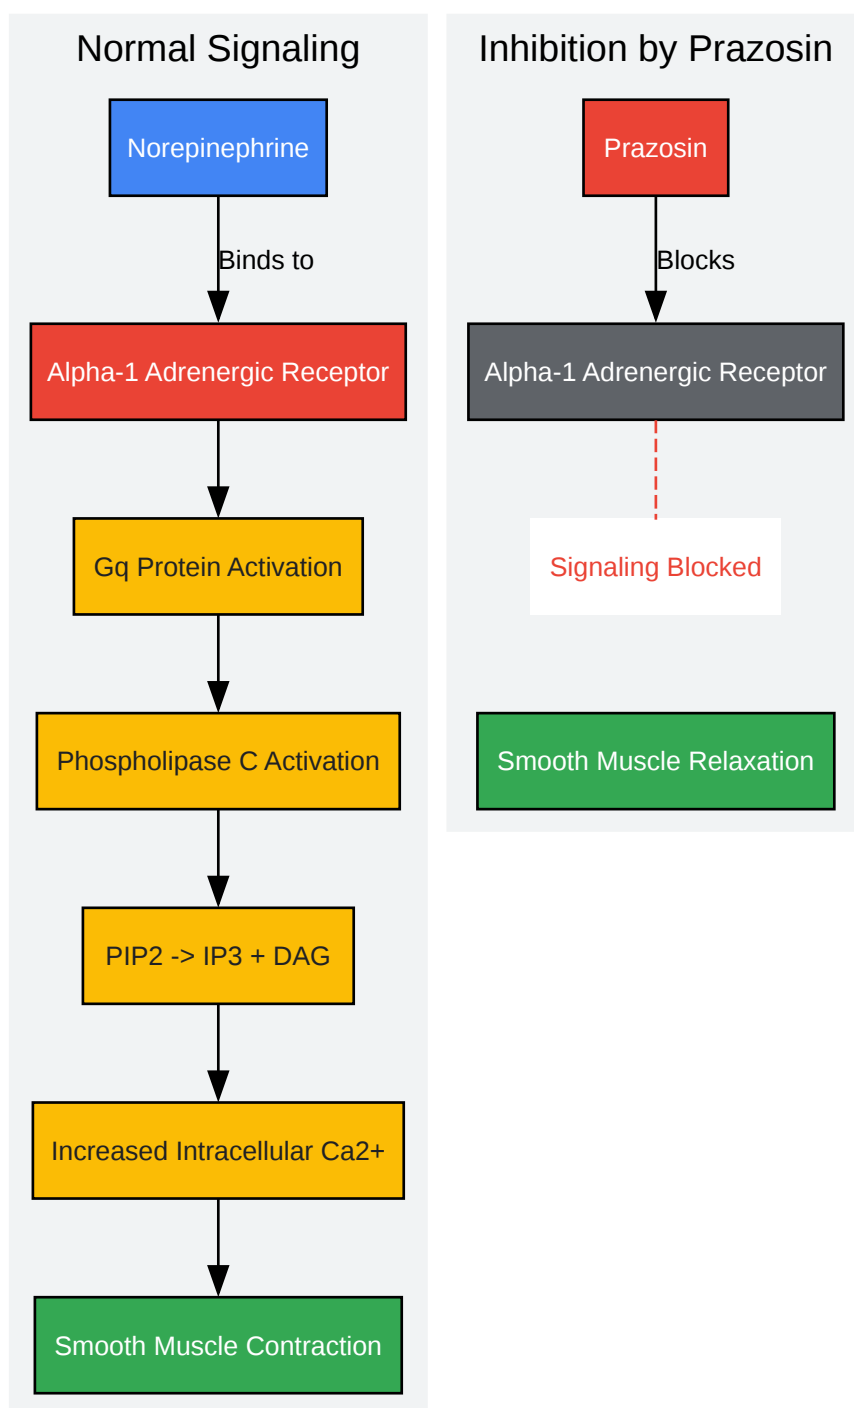 Normal Signaling
Norepinephrine
Binds to
Alpha-1 Adrenergic Receptor
Gq Protein Activation
Phospholipase C Activation
PIP2 -> IP3 + DAG
Increased Intracellular Ca2+
Smooth Muscle Contraction
Inhibition by Prazosin
Prazosin
Blocks
Alpha-1 Adrenergic Receptor
Signaling Blocked
Smooth Muscle Relaxation